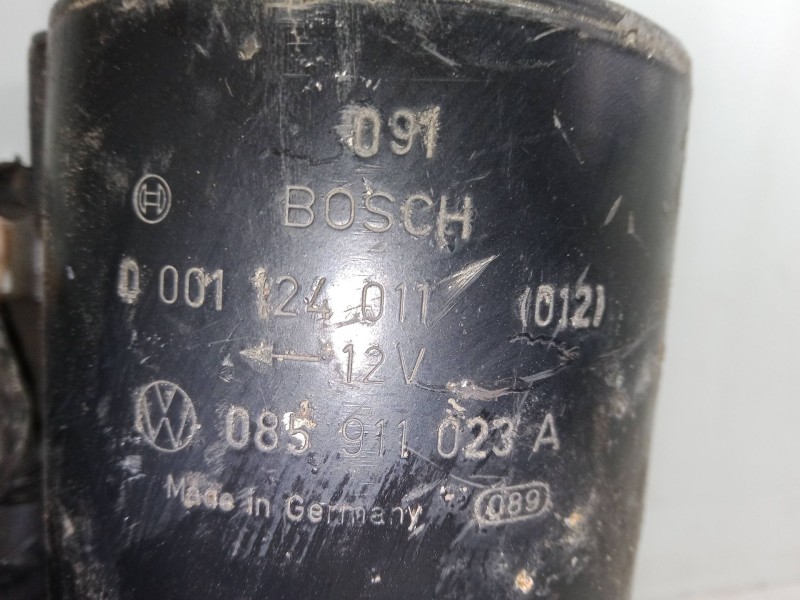 091
BOSCH
0 001 124 011 (012)
12 V
085 911 023 A
Made in Germany 089